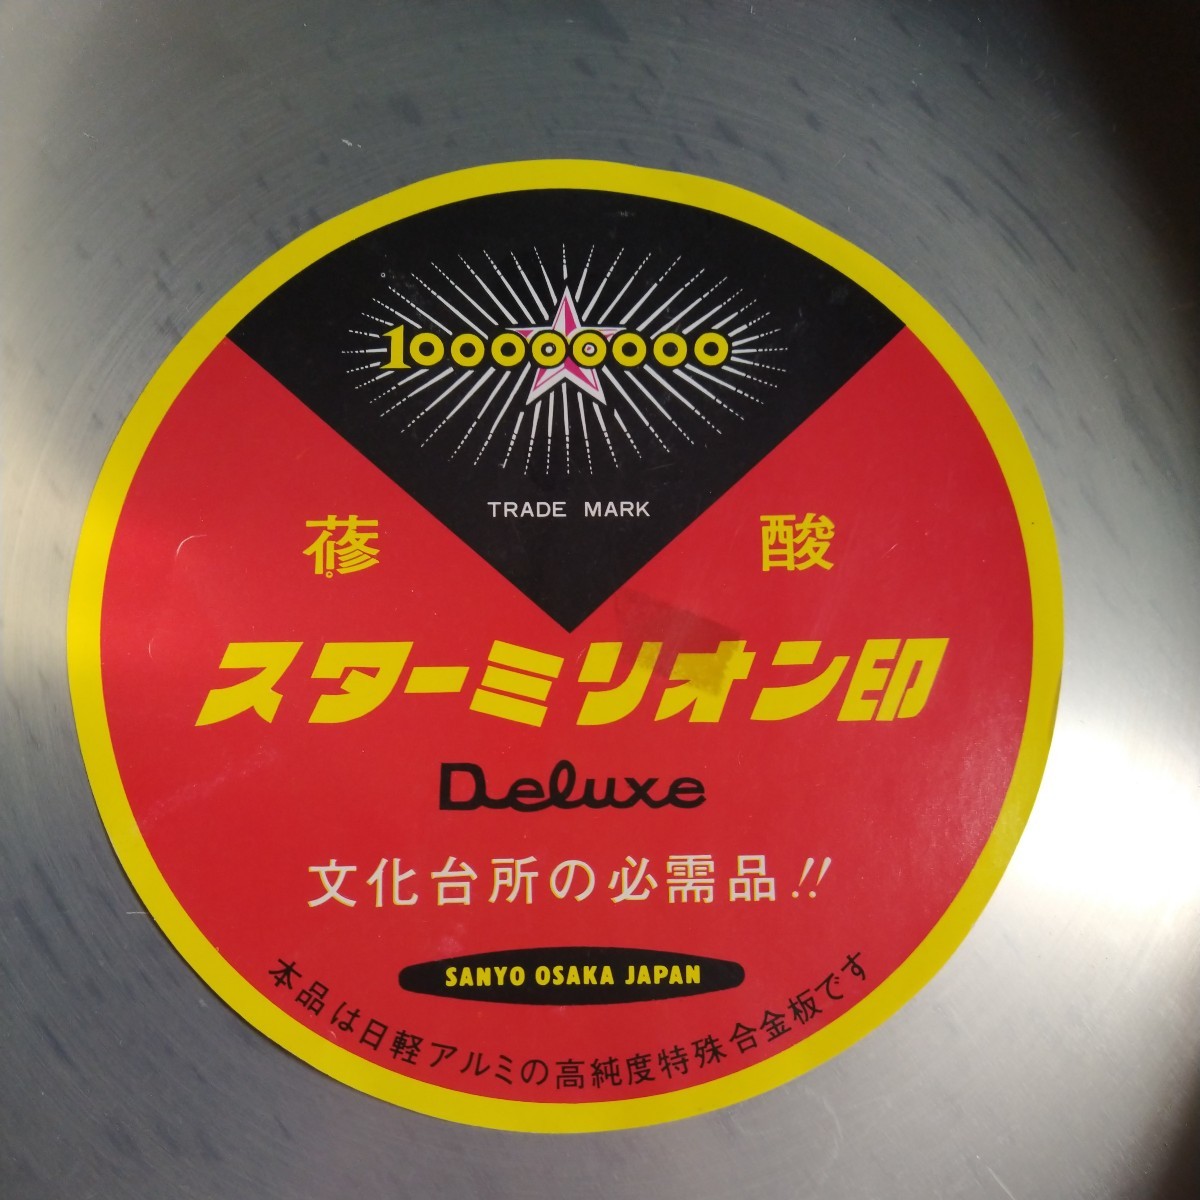 100000000
TRADE MARK
蓚 酸
スターミリオン印
Deluxe
文化台所の必需品!!
SANYO OSAKA JAPAN
本品は日軽アルミの高純度特殊合金板です